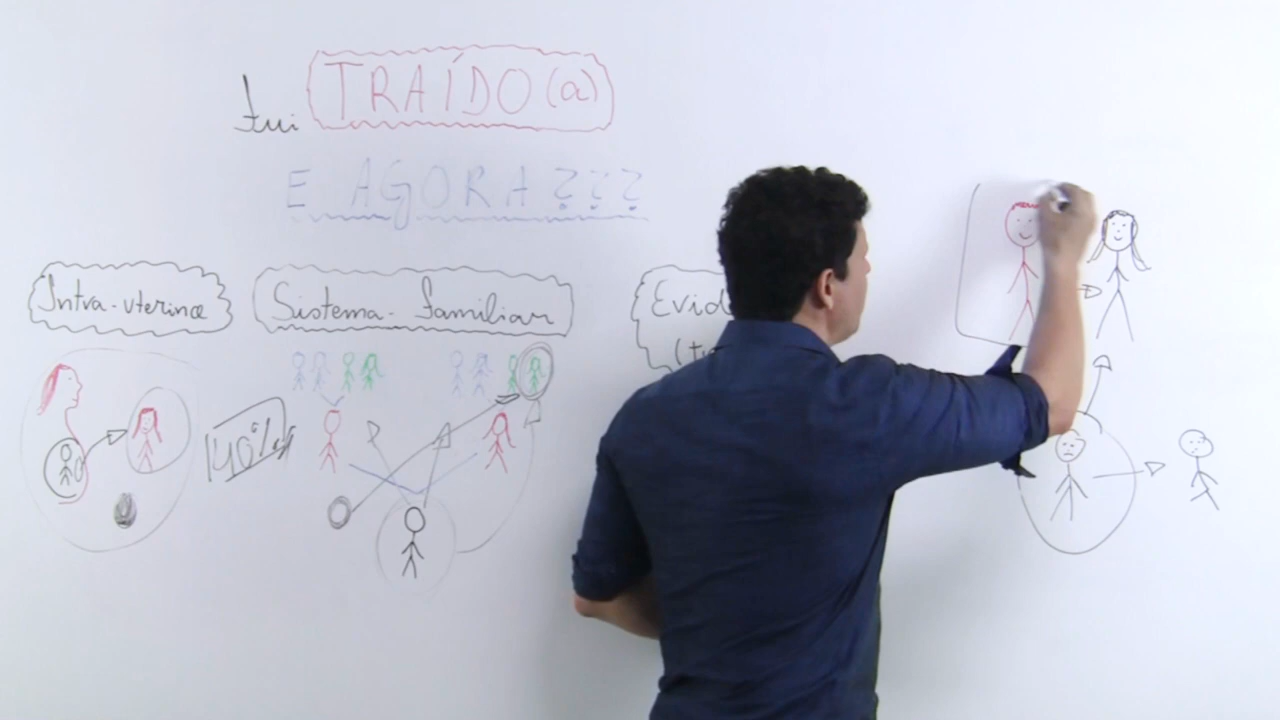 Fui TRAÍDO(a)
E AGORA???
Intra-uterina
Sistema-familiar
Evid
40%